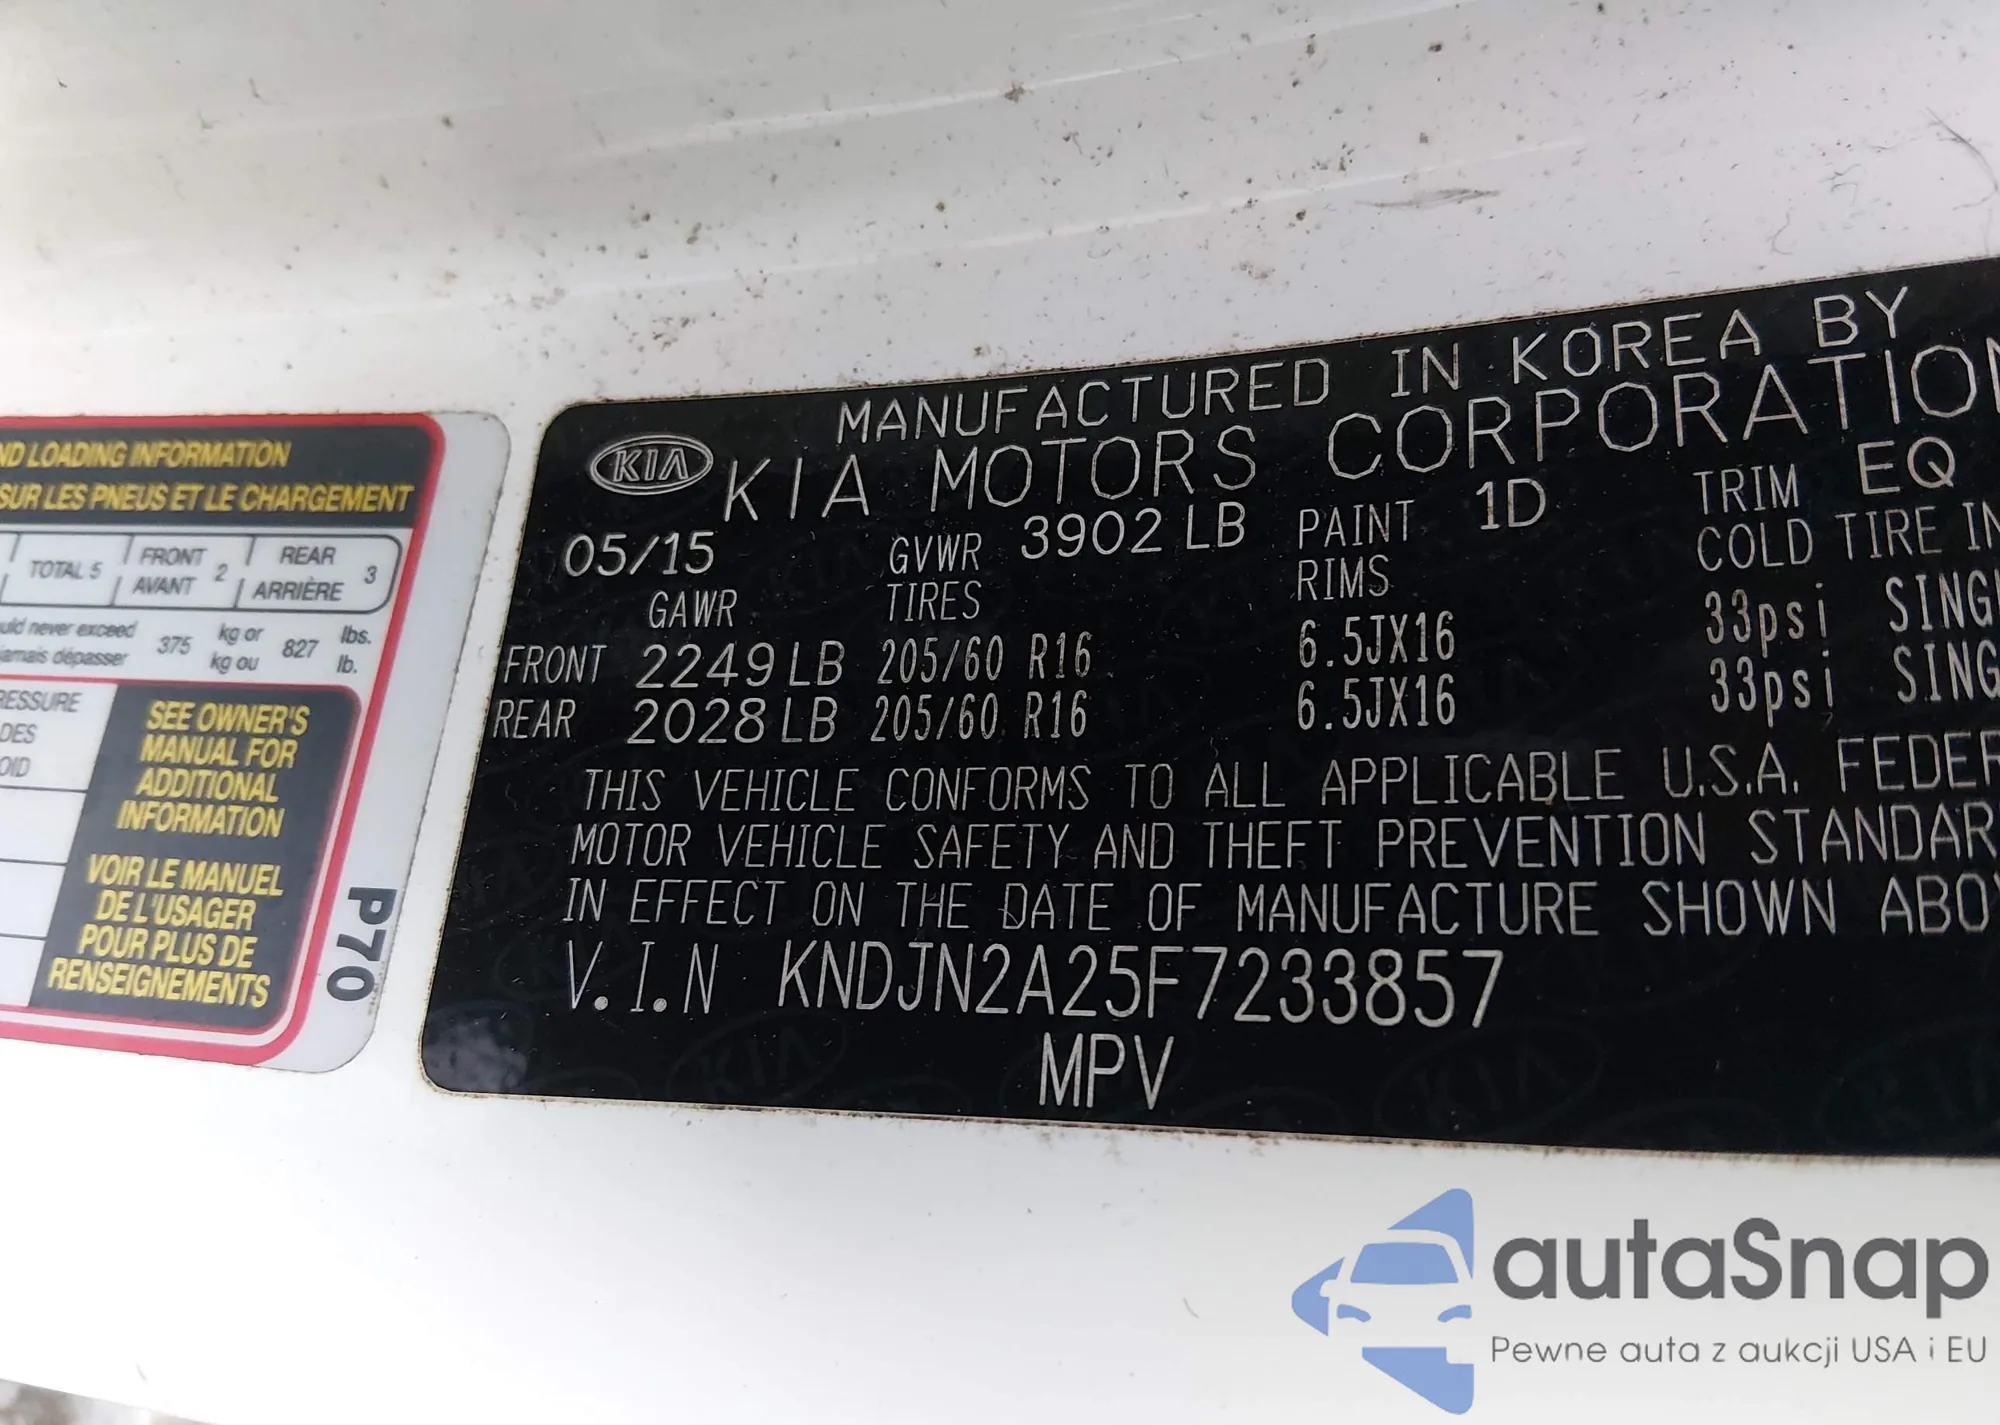 ND LOADING INFORMATION
SUR LES PNEUS ET LE CHARGEMENT
TOTAL 5 FRONT AVANT 2 REAR ARRIÈRE 3
uld never exceed 375 kg or 827 lbs.
jamais dépasser kg ou lb.
RESSURE
DES
OID
SEE OWNER'S
MANUAL FOR
ADDITIONAL
INFORMATION
VOIR LE MANUEL
DE L'USAGER
POUR PLUS DE
RENSEIGNEMENTS
P70
MANUFACTURED IN KOREA BY
KIA KIA MOTORS CORPORATION
05/15 GVWR 3902 LB PAINT 1D TRIM EQ
GAWR TIRES RIMS COLD TIRE IN
FRONT 2249 LB 205/60 R16 6.5JX16 33psi SINGL
REAR 2028 LB 205/60 R16 6.5JX16 33psi SING
THIS VEHICLE CONFORMS TO ALL APPLICABLE U.S.A. FEDER
MOTOR VEHICLE SAFETY AND THEFT PREVENTION STANDAR
IN EFFECT ON THE DATE OF MANUFACTURE SHOWN ABO
V.I.N KNDJN2A25F7233857
MPV
autaSnap
Pewne auta z aukcji USA i EU